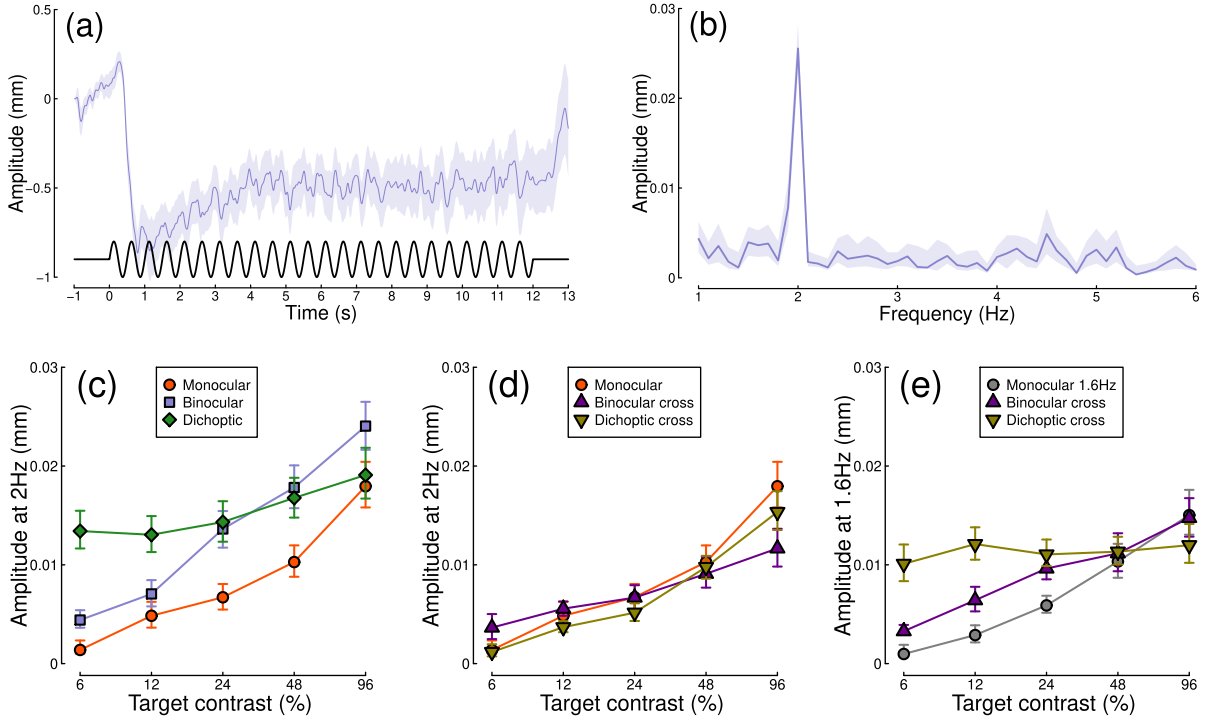 (a)
Amplitude (mm)
0.5
0
−0.5
−1
−1 0 1 2 3 4 5 6 7 8 9 10 11 12 13
Time (s)
(b)
Amplitude (mm)
0.03
0.02
0.01
0
1 2 3 4 5 6
Frequency (Hz)
(c)
Monocular
Binocular
Dichoptic
Amplitude at 2Hz (mm)
0.03
0.02
0.01
0
6 12 24 48 96
Target contrast (%)
(d)
Monocular
Binocular cross
Dichoptic cross
Amplitude at 2Hz (mm)
0.03
0.02
0.01
0
6 12 24 48 96
Target contrast (%)
(e)
Monocular 1.6Hz
Binocular cross
Dichoptic cross
Amplitude at 1.6Hz (mm)
0.03
0.02
0.01
0
6 12 24 48 96
Target contrast (%)